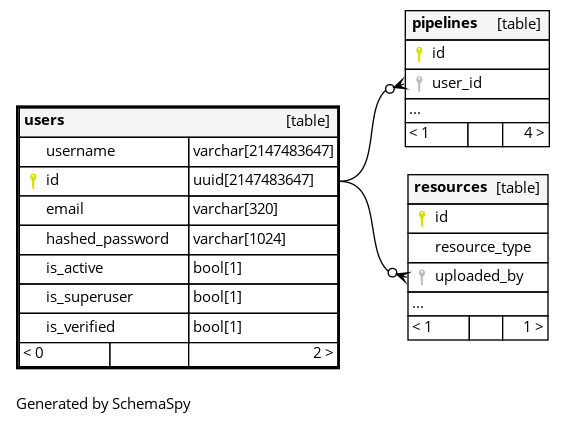 users [table]
username varchar[2147483647]
id uuid[2147483647]
email varchar[320]
hashed_password varchar[1024]
is_active bool[1]
is_superuser bool[1]
is_verified bool[1]
< 0 2 >
pipelines [table]
id
user_id
...
< 1 4 >
resources [table]
id
resource_type
uploaded_by
...
< 1 1 >
Generated by SchemaSpy